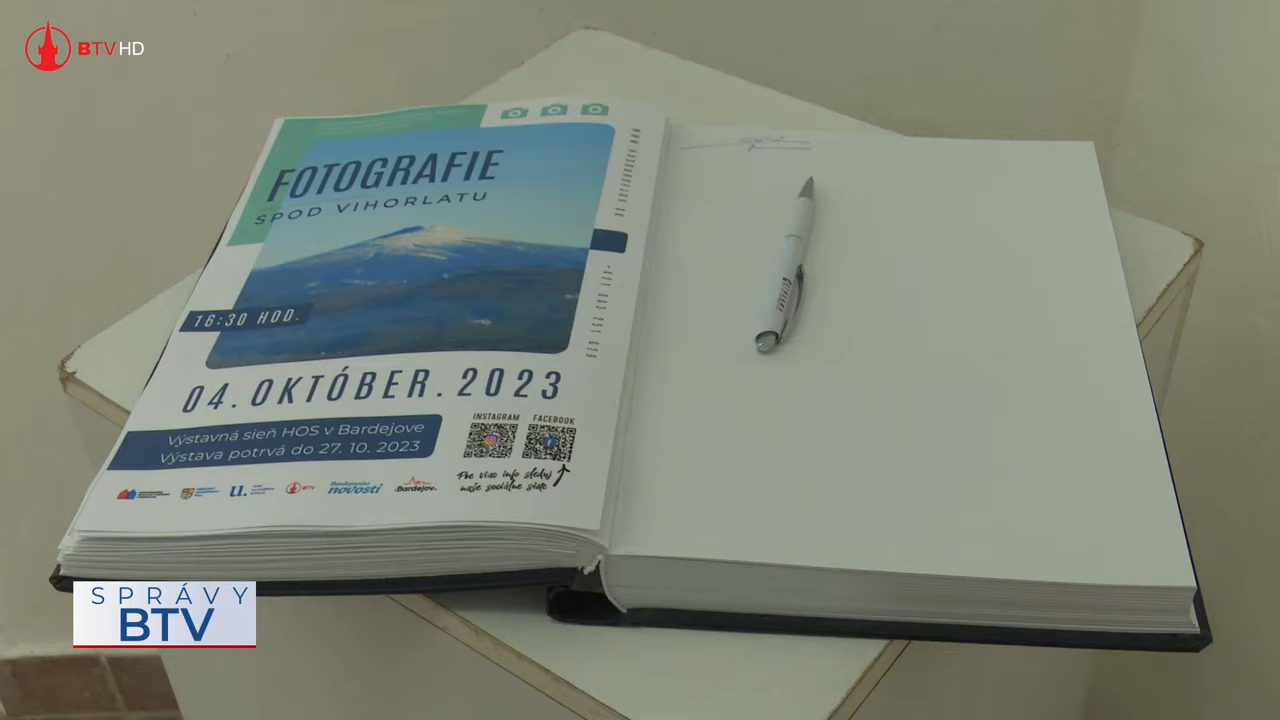 BTV HD
FOTOGRAFIE
SPOD VIHORLATU
16:30 HOD.
04. OKTÓBER. 2023
Výstavná sieň HOS v Bardejove
Výstava potrvá do 27. 10. 2023
INSTAGRAM FACEBOOK
Pre viac info sleduj
naše sociálne siete
u. BTV Bardejovské novosti Bardejov
SPRÁVY
BTV